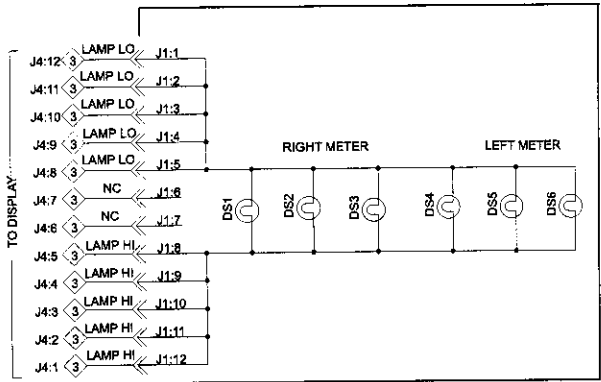 J4:12 3 LAMP LO J1:1
J4:11 3 LAMP LO J1:2
J4:10 3 LAMP LO J1:3
J4:9 3 LAMP LO J1:4
J4:8 3 LAMP LO J1:5
J4:7 3 NC J1:6
J4:6 3 NC J1:7
J4:5 3 LAMP HI J1:8
J4:4 3 LAMP HI J1:9
J4:3 3 LAMP HI J1:10
J4:2 3 LAMP HI J1:11
J4:1 3 LAMP HI J1:12
TO DISPLAY
RIGHT METER LEFT METER
DS1 DS2 DS3 DS4 DS5 DS6